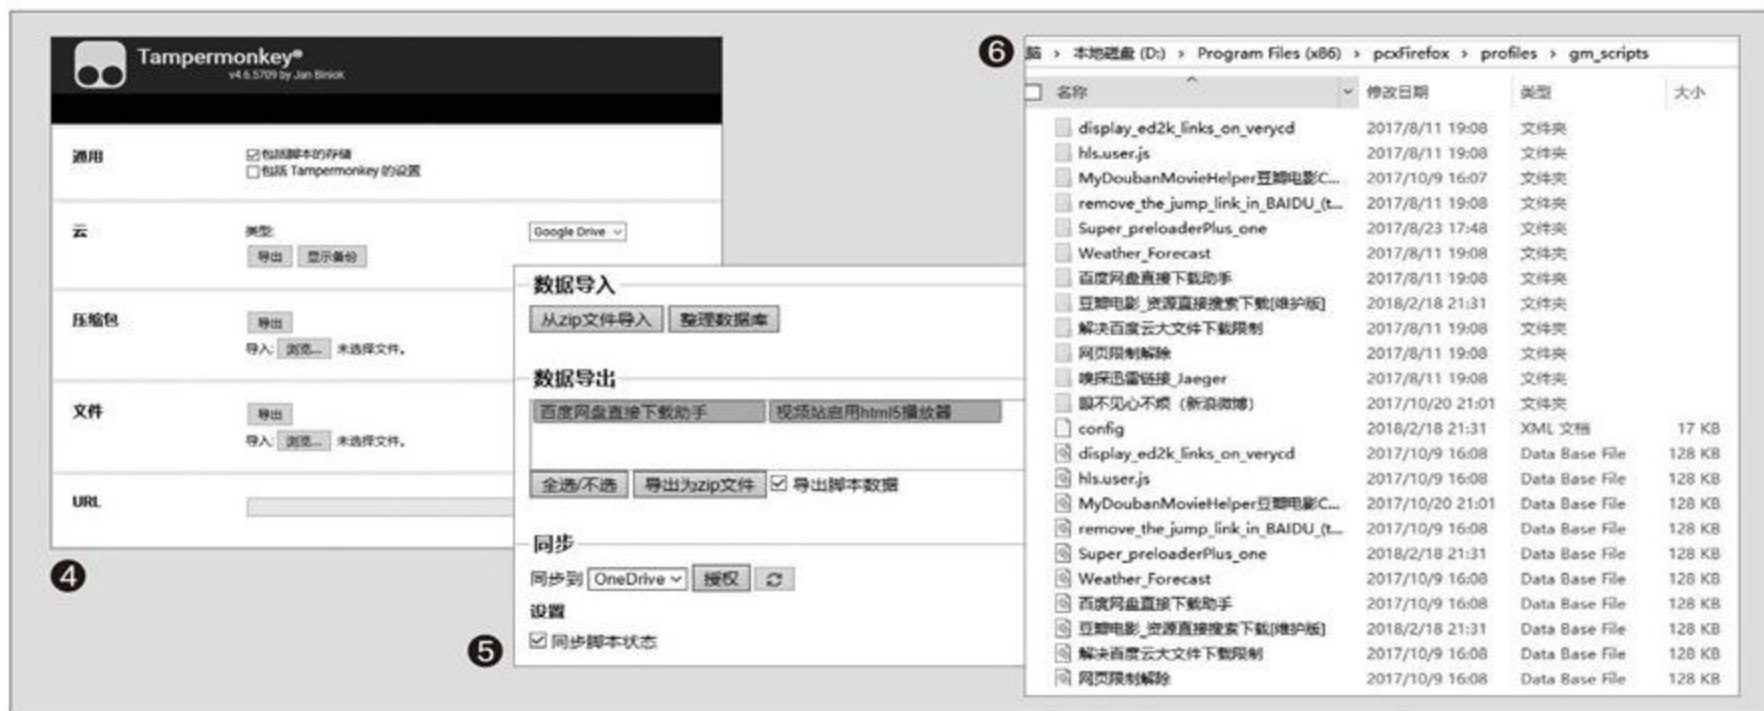 Tampermonkey®
v4.6.5709 by Jan Biniok
通用
包括脚本的存储
包括 Tampermonkey 的设置
云
类型:
Google Drive
导出 显示备份
压缩包
导出
导入: 浏览... 未选择文件。
文件
导出
导入: 浏览... 未选择文件。
URL
4
数据导入
从zip文件导入 整理数据库
数据导出
百度网盘直接下载助手 视频站启用html5播放器
全选/不选 导出为zip文件 导出脚本数据
同步
同步到 OneDrive 授权
设置
同步脚本状态
5
6
脑 › 本地磁盘 (D:) › Program Files (x86) › pcxFirefox › profiles › gm_scripts
名称 修改日期 类型 大小
display_ed2k_links_on_verycd 2017/8/11 19:08 文件夹
hls.user.js 2017/8/11 19:08 文件夹
MyDoubanMovieHelper豆瓣电影C... 2017/10/9 16:07 文件夹
remove_the_jump_link_in_BAIDU_(t... 2017/8/11 19:08 文件夹
Super_preloaderPlus_one 2017/8/23 17:48 文件夹
Weather_Forecast 2017/8/11 19:08 文件夹
百度网盘直接下载助手 2017/8/11 19:08 文件夹
豆瓣电影_资源直接搜索下载[维护版] 2018/2/18 21:31 文件夹
解决百度云大文件下载限制 2017/8/11 19:08 文件夹
网页限制解除 2017/8/11 19:08 文件夹
嗅探迅雷链接_Jaeger 2017/8/11 19:08 文件夹
眼不见心不烦（新浪微博） 2017/10/20 21:01 文件夹
config 2018/2/18 21:31 XML 文档 17 KB
display_ed2k_links_on_verycd 2017/10/9 16:08 Data Base File 128 KB
hls.user.js 2017/10/9 16:08 Data Base File 128 KB
MyDoubanMovieHelper豆瓣电影C... 2017/10/20 21:01 Data Base File 128 KB
remove_the_jump_link_in_BAIDU_(t... 2017/10/9 16:08 Data Base File 128 KB
Super_preloaderPlus_one 2018/2/18 21:31 Data Base File 128 KB
Weather_Forecast 2017/10/9 16:08 Data Base File 128 KB
百度网盘直接下载助手 2017/10/9 16:08 Data Base File 128 KB
豆瓣电影_资源直接搜索下载[维护版] 2018/2/18 21:31 Data Base File 128 KB
解决百度云大文件下载限制 2017/10/9 16:08 Data Base File 128 KB
网页限制解除 2017/10/9 16:08 Data Base File 128 KB